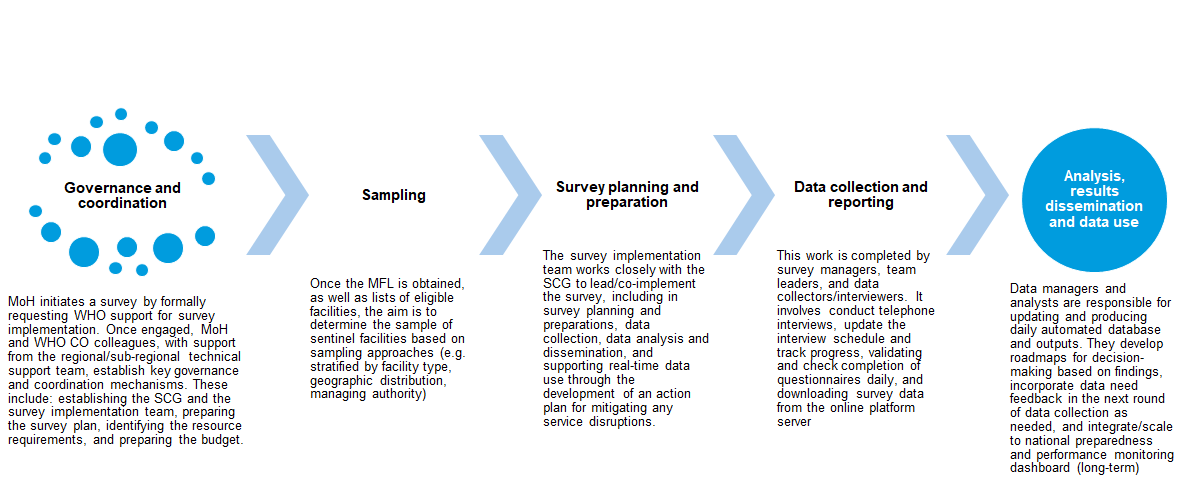 Governance and
coordination
MoH initiates a survey by formally
requesting WHO support for survey
implementation. Once engaged, MoH
and WHO CO colleagues, with support
from the regional/sub-regional technical
support team, establish key governance
and coordination mechanisms. These
include: establishing the SCG and the
survey implementation team, preparing
the survey plan, identifying the resource
requirements, and preparing the budget.
Sampling
Once the MFL is obtained,
as well as lists of eligible
facilities, the aim is to
determine the sample of
sentinel facilities based on
sampling approaches (e.g.
stratified by facility type,
geographic distribution,
managing authority)
Survey planning and
preparation
The survey implementation
team works closely with the
SCG to lead/co-implement
the survey, including in
survey planning and
preparations, data
collection, data analysis and
dissemination, and
supporting real-time data
use through the
development of an action
plan for mitigating any
service disruptions.
Data collection and
reporting
This work is completed by
survey managers, team
leaders, and data
collectors/interviewers. It
involves conduct telephone
interviews, update the
interview schedule and
track progress, validating
and check completion of
questionnaires daily, and
downloading survey data
from the online platform
server
Analysis,
results
dissemination
and data use
Data managers and
analysts are responsible for
updating and producing
daily automated database
and outputs. They develop
roadmaps for decision-
making based on findings,
incorporate data need
feedback in the next round
of data collection as
needed, and integrate/scale
to national preparedness
and performance monitoring
dashboard (long-term)